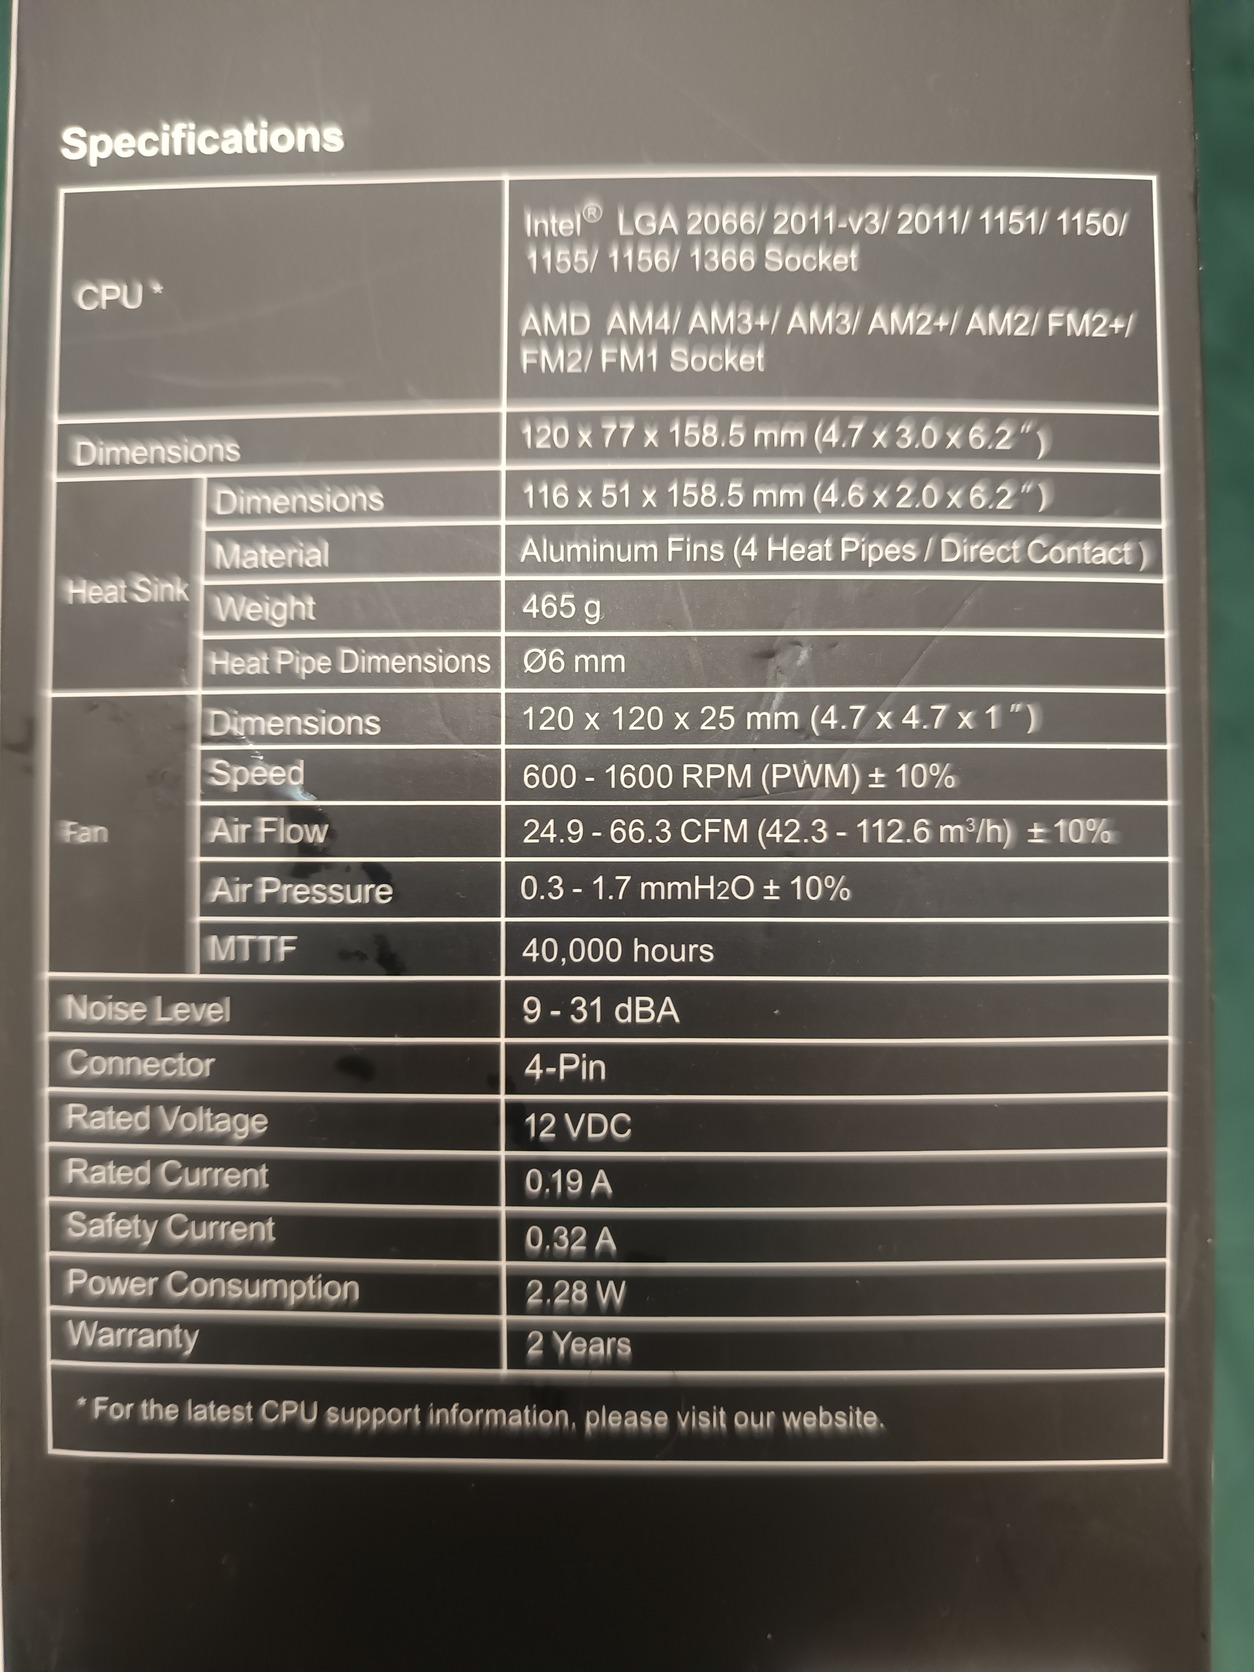 Specifications
CPU *
Intel® LGA 2066/ 2011-v3/ 2011/ 1151/ 1150/
1155/ 1156/ 1366 Socket
AMD AM4/ AM3+/ AM3/ AM2+/ AM2/ FM2+/
FM2/ FM1 Socket
Dimensions 120 x 77 x 158.5 mm (4.7 x 3.0 x 6.2")
Heat Sink
Dimensions 116 x 51 x 158.5 mm (4.6 x 2.0 x 6.2")
Material Aluminum Fins (4 Heat Pipes / Direct Contact )
Weight 465 g
Heat Pipe Dimensions Ø6 mm
Fan
Dimensions 120 x 120 x 25 mm (4.7 x 4.7 x 1")
Speed 600 - 1600 RPM (PWM) ± 10%
Air Flow 24.9 - 66.3 CFM (42.3 - 112.6 m³/h) ± 10%
Air Pressure 0.3 - 1.7 mmH2O ± 10%
MTTF 40,000 hours
Noise Level 9 - 31 dBA
Connector 4-Pin
Rated Voltage 12 VDC
Rated Current 0.19 A
Safety Current 0.32 A
Power Consumption 2.28 W
Warranty 2 Years
* For the latest CPU support information, please visit our website.